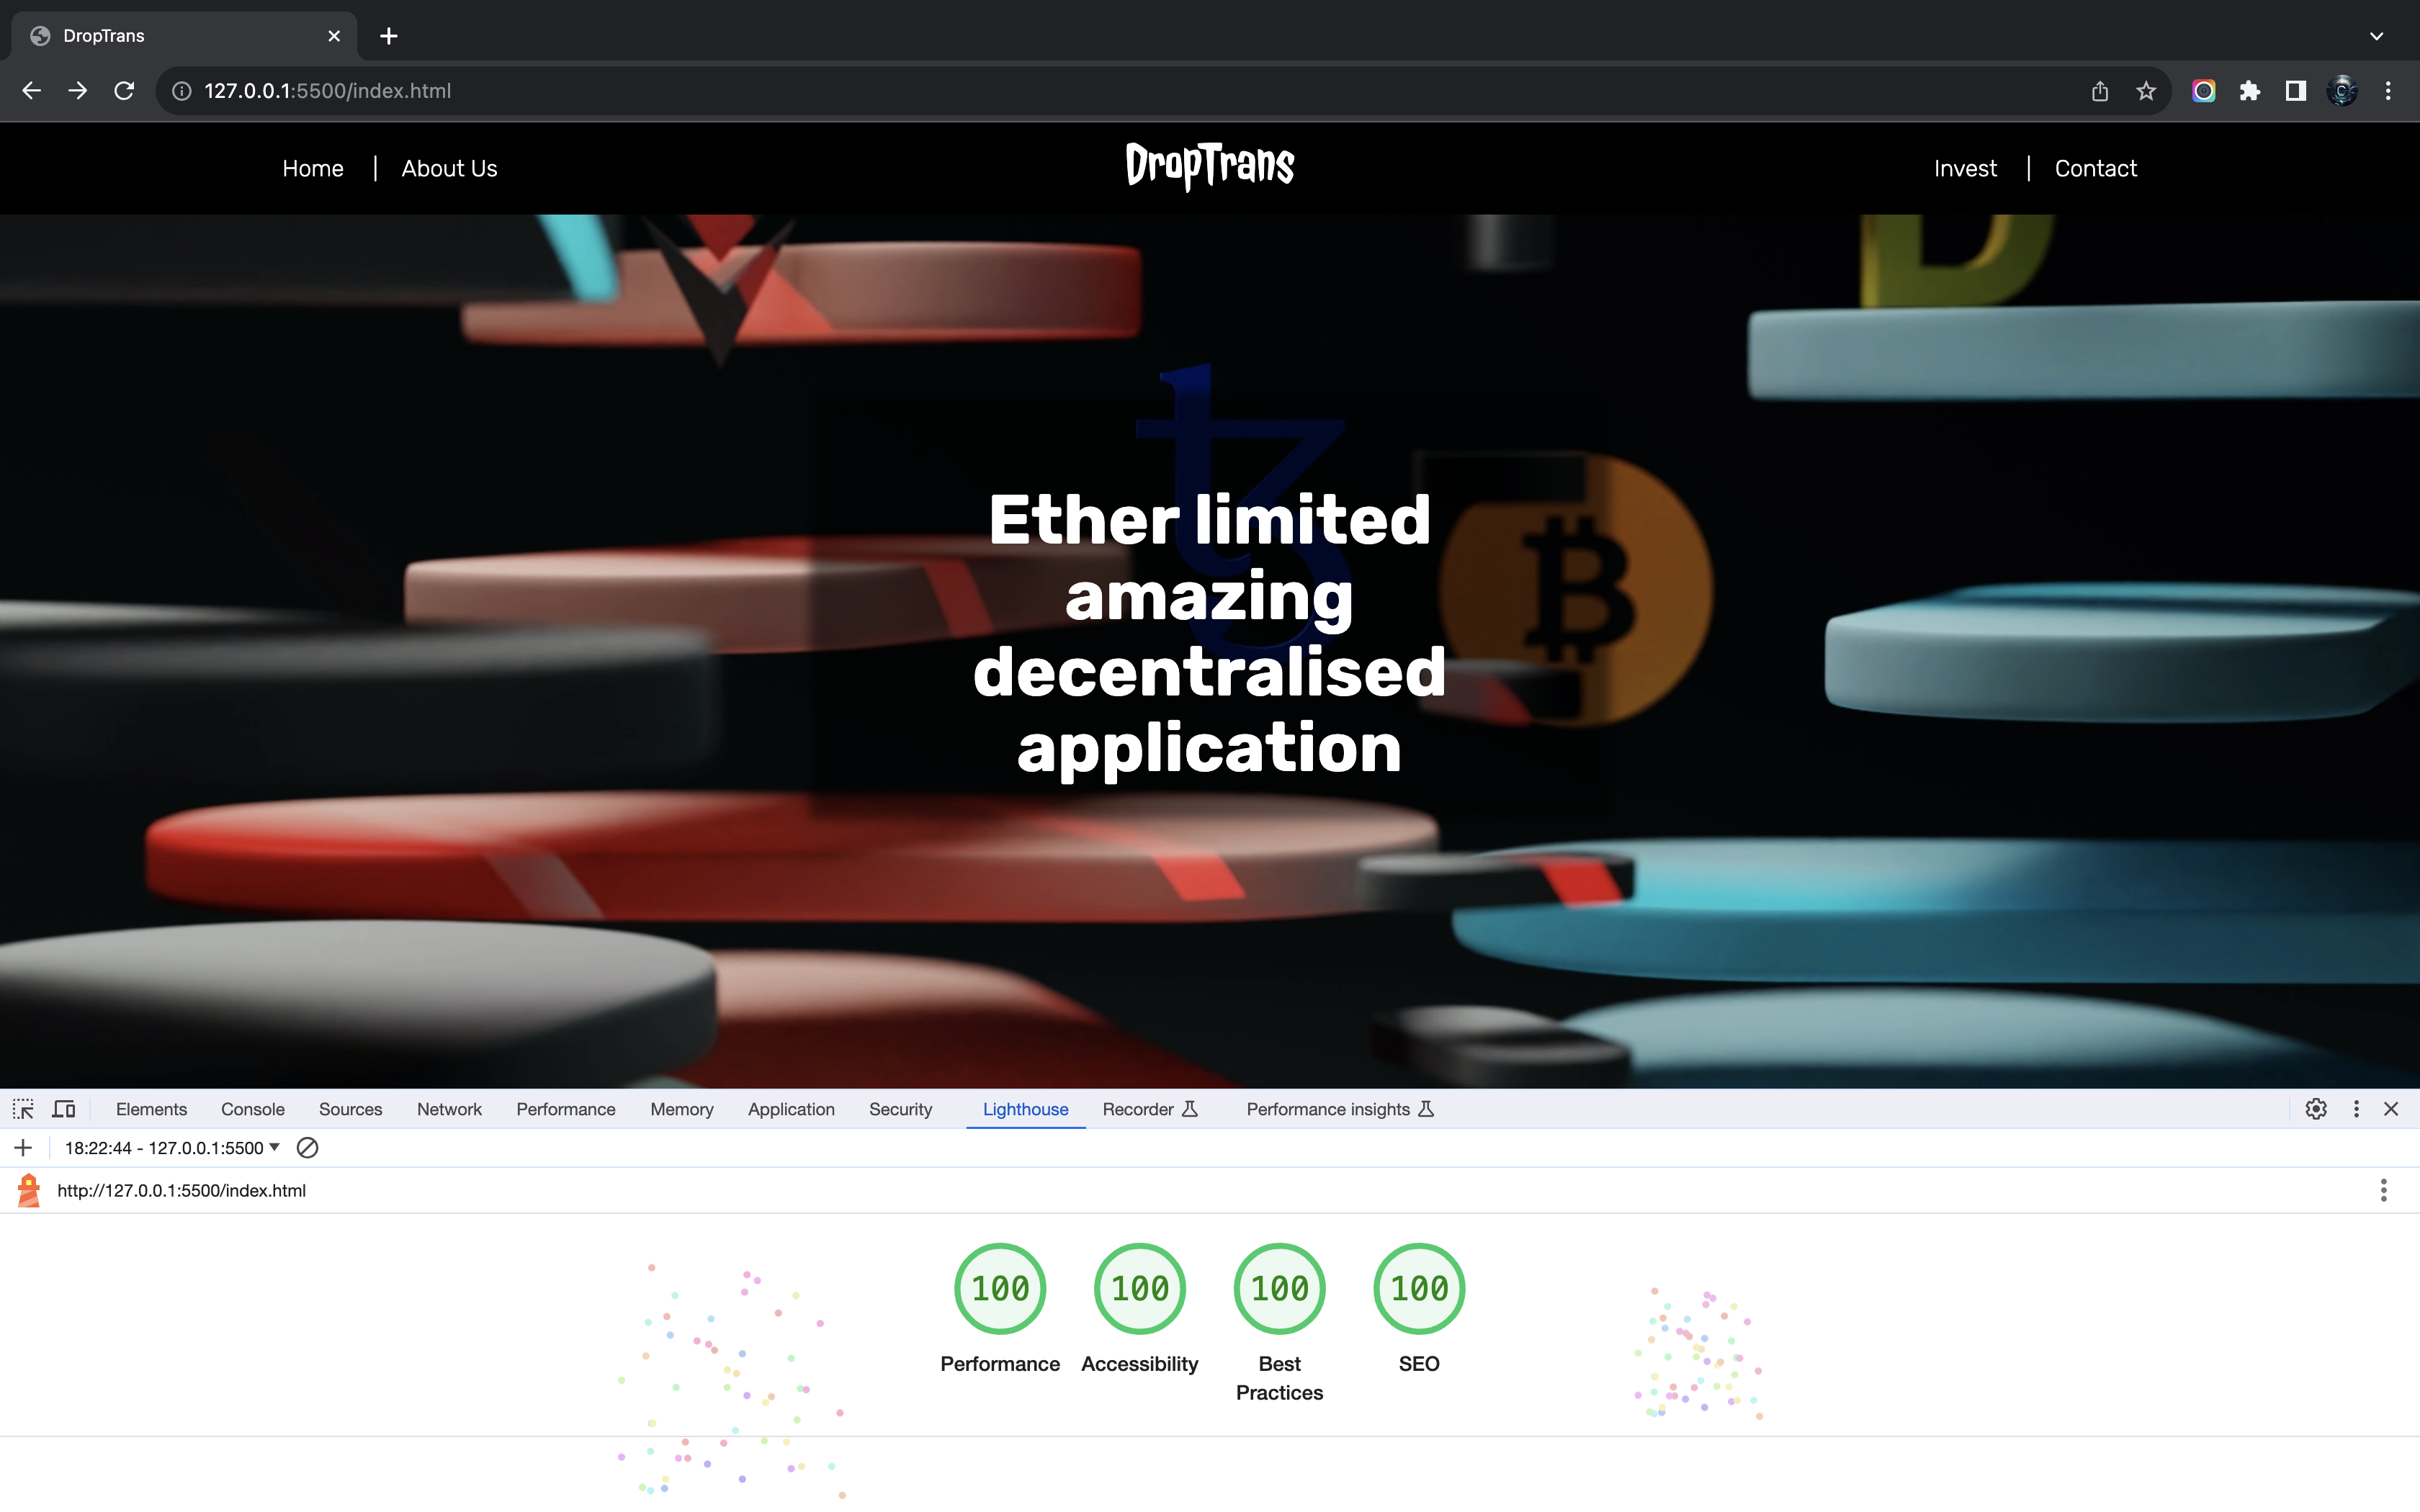 DropTrans
127.0.0.1:5500/index.html
Home | About Us
DropTrans
Invest | Contact
Ether limited
amazing
decentralised
application
Elements Console Sources Network Performance Memory Application Security Lighthouse Recorder Performance insights
18:22:44 - 127.0.0.1:5500
http://127.0.0.1:5500/index.html
100 100 100 100
Performance Accessibility Best Practices SEO